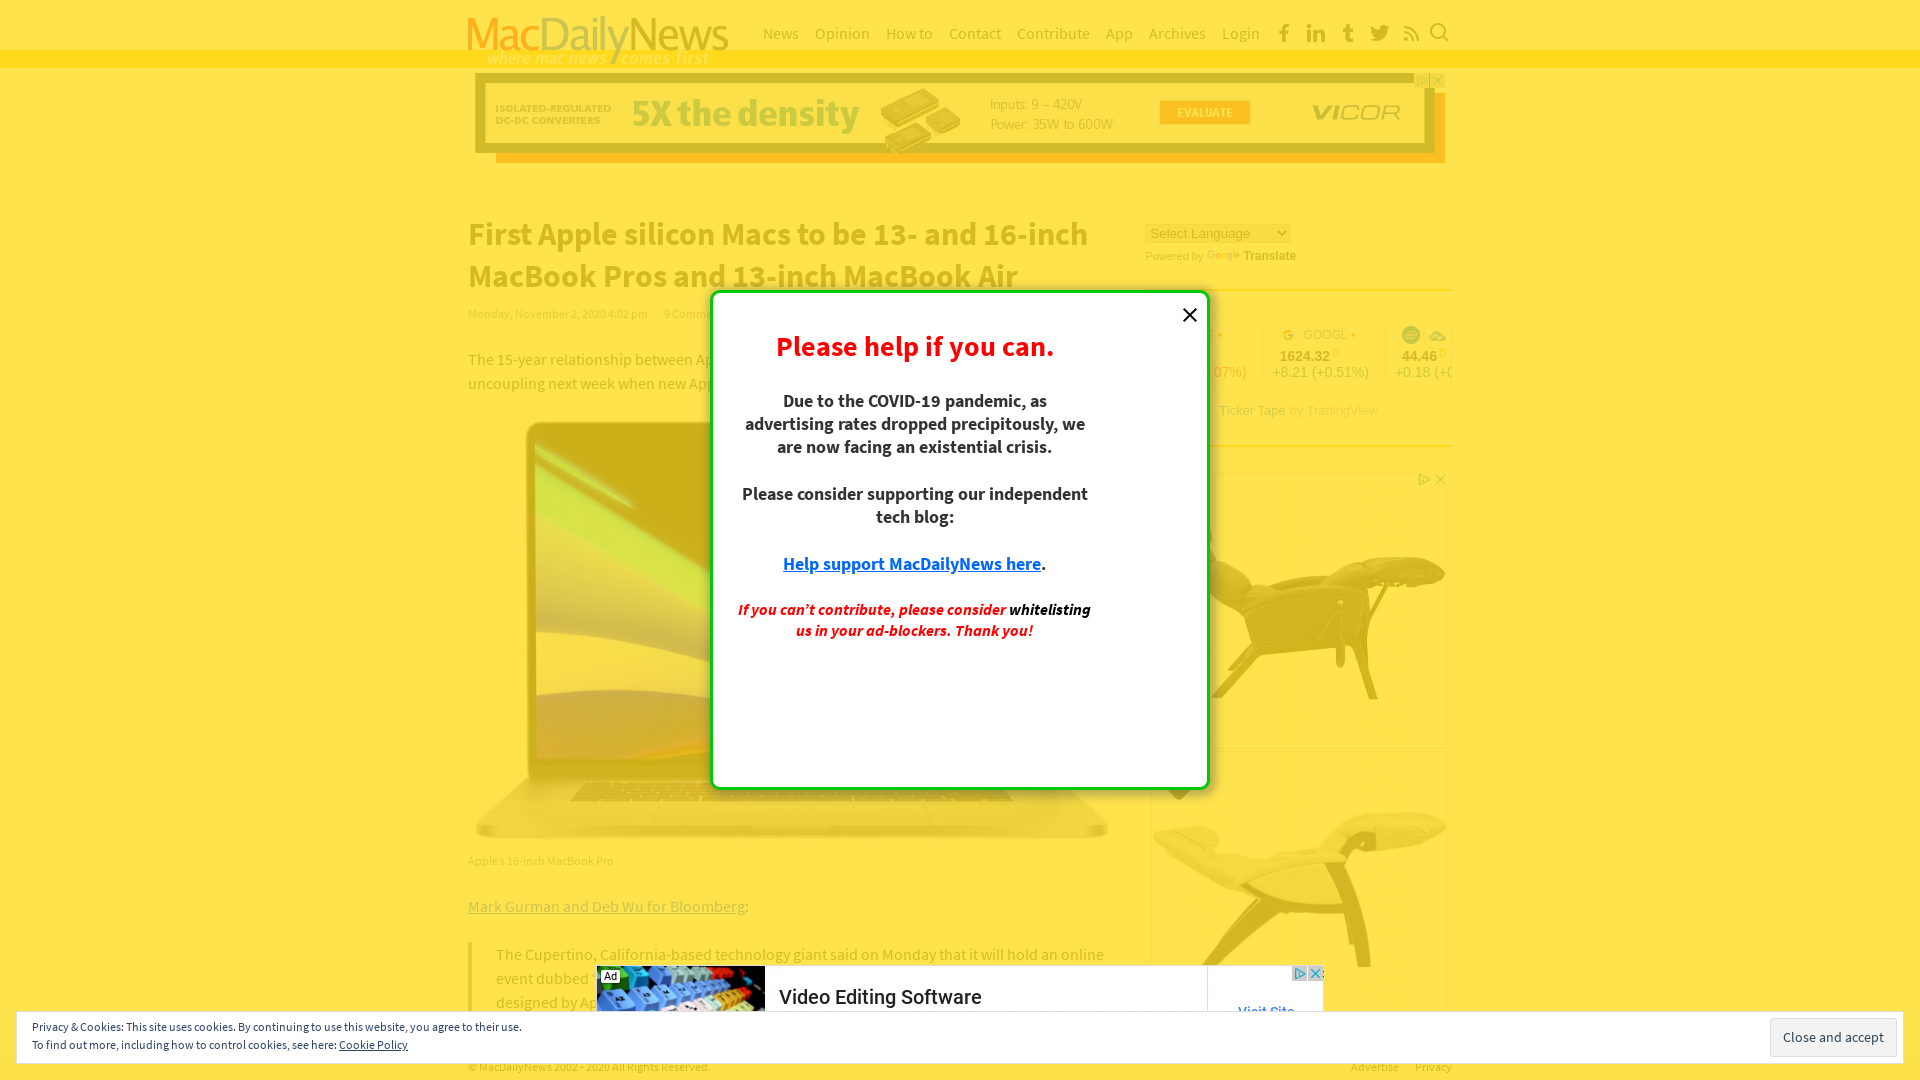 MacDailyNews
where mac news comes first
News Opinion How to Contact Contribute App Archives Login
ISOLATED-REGULATED
DC-DC CONVERTERS
5X the density
Inputs: 9 – 420V
Power: 35W to 600W
EVALUATE
VICOR
First Apple silicon Macs to be 13- and 16-inch
MacBook Pros and 13-inch MacBook Air
Monday, November 2, 2020 4:02 pm 9
The 15-year relationship between
uncoupling next week when new
Select Language
Powered by Google Translate
GOOGL
1624.32 D
+8.21 (+0.51%)
44.46 D
+0.18
Ticker Tape by TradingView
Please help if you can.
Due to the COVID-19 pandemic, as
advertising rates dropped precipitously, we
are now facing an existential crisis.
Please consider supporting our independent
tech blog:
Help support MacDailyNews here.
If you can’t contribute, please consider whitelisting
us in your ad-blockers. Thank you!
Apple’s 16-inch MacBook Pro
Mark Gurman and Deb Wu for Bloomberg:
The Cupertino, California-based technology giant said on Monday that it will hold an online
event dubbed
designed by
Ad
Video Editing Software
Visit Site
Privacy & Cookies: This site uses cookies. By continuing to use this website, you agree to their use.
To find out more, including how to control cookies, see here: Cookie Policy
Close and accept
© MacDailyNews 2002 - 2020 All Rights Reserved.
Advertise Privacy